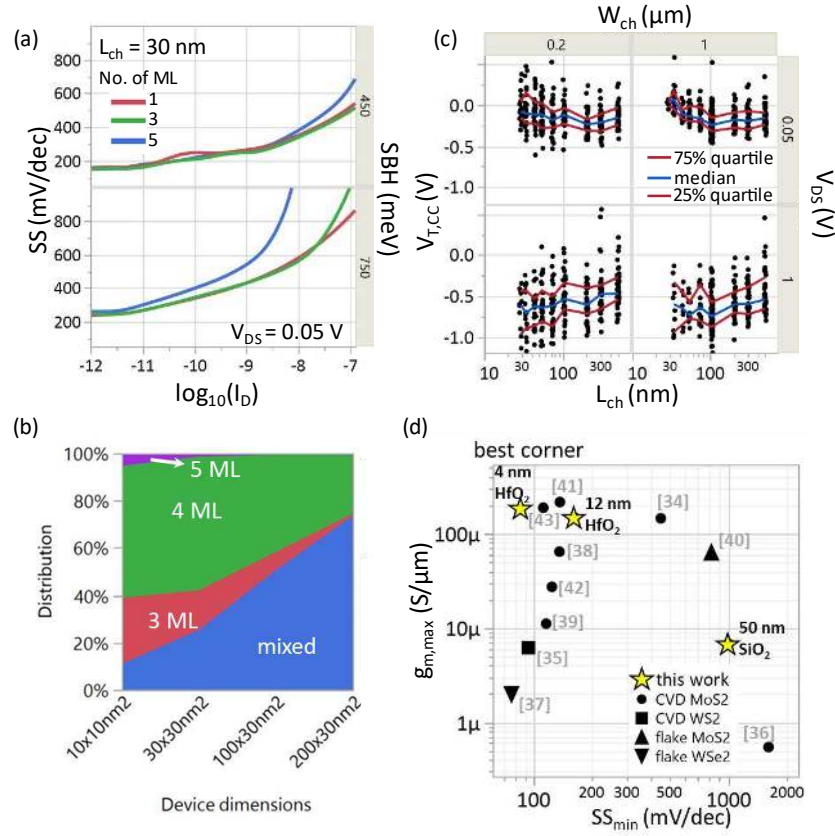 (a)
L_ch = 30 nm
No. of ML
1
3
5
800
600
400
200
800
600
400
200
SS (mV/dec)
450
750
SBH (meV)
V_DS = 0.05 V
-12 -11 -10 -9 -8 -7
log10(I_D)
(c)
W_ch (μm)
0.2 1
0.0
-0.5
-1.0
0.0
-0.5
-1.0
V_T,CC (V)
75% quartile
median
25% quartile
0.05
1
V_DS (V)
10 30 100 300 10 30 100 300
L_ch (nm)
(b)
100%
80%
60%
40%
20%
0%
Distribution
5 ML
4 ML
3 ML
mixed
10x10nm2 30x30nm2 100x30nm2 200x30nm2
Device dimensions
(d)
best corner
4 nm
HfO2
[41]
[43]
12 nm
HfO2
[34]
[38]
[40]
[42]
[39]
[35]
[37]
50 nm
SiO2
[36]
this work
CVD MoS2
CVD WS2
flake MoS2
flake WSe2
100μ
10μ
1μ
g_m,max (S/μm)
100 200 300 500 1000 2000
SS_min (mV/dec)